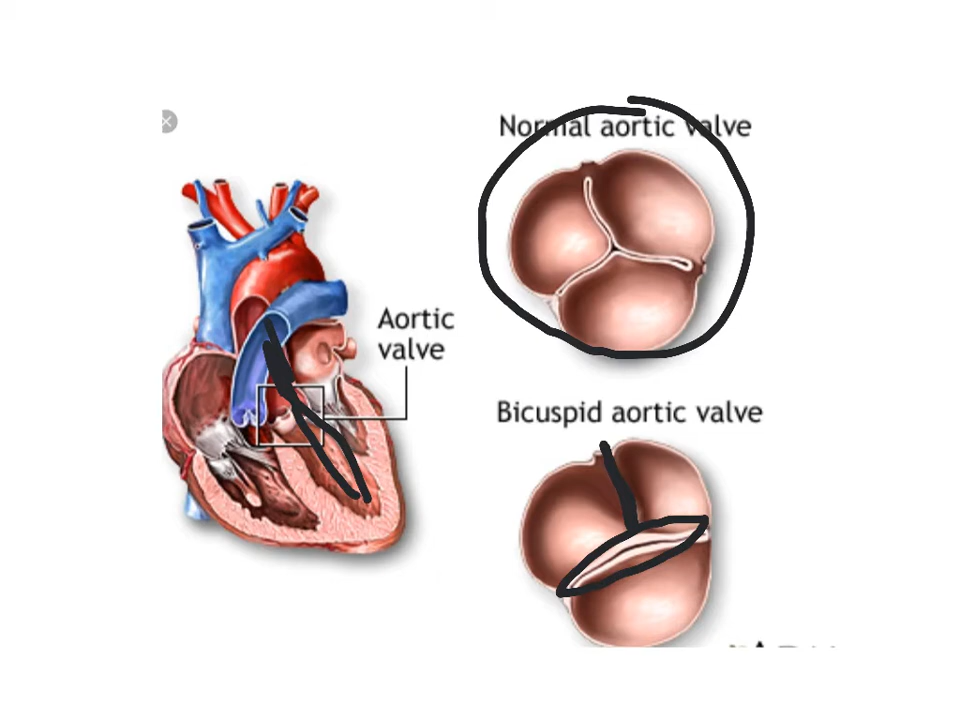 Normal aortic valve
Aortic
valve
Bicuspid aortic valve